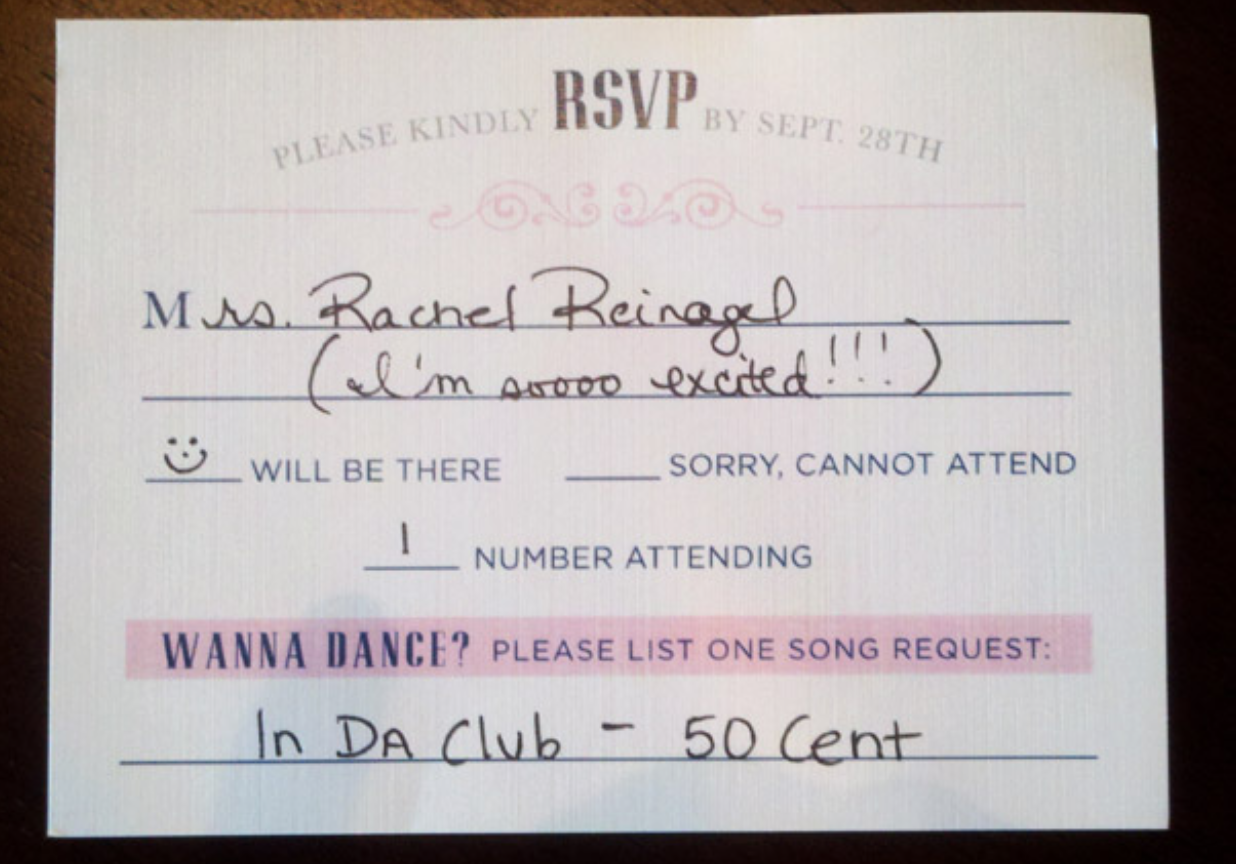 PLEASE KINDLY RSVP BY SEPT. 28TH
Mrs. Rachel Reinagel
(I'm soooo excited!!!)
WILL BE THERE SORRY, CANNOT ATTEND
1 NUMBER ATTENDING
WANNA DANCE? PLEASE LIST ONE SONG REQUEST:
In DA Club - 50 Cent